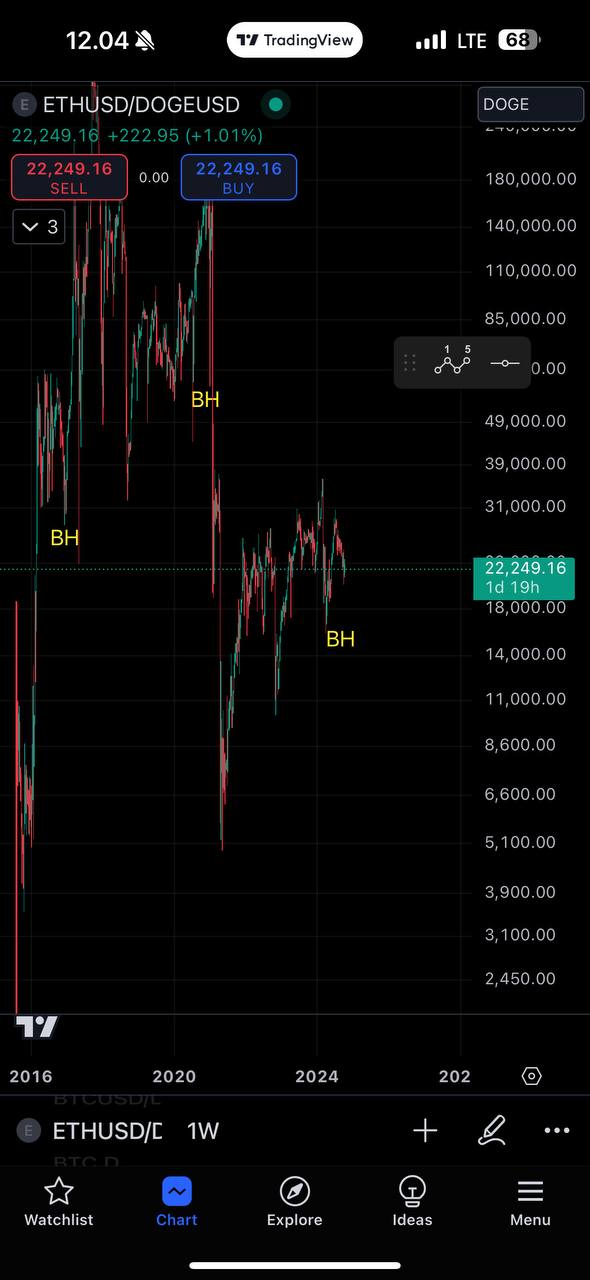 12.04
TradingView
LTE 68
E ETHUSD/DOGEUSD
DOGE
22,249.16 +222.95 (+1.01%)
240,000.00
22,249.16
SELL
0.00
22,249.16
BUY
180,000.00
3
140,000.00
110,000.00
85,000.00
1 5
BH
49,000.00
39,000.00
31,000.00
BH
22,249.16
1d 19h
18,000.00
BH
14,000.00
11,000.00
8,600.00
6,600.00
5,100.00
3,900.00
3,100.00
2,450.00
2016 2020 2024 202
E ETHUSD/D 1W
BTC.D
Watchlist Chart Explore Ideas Menu